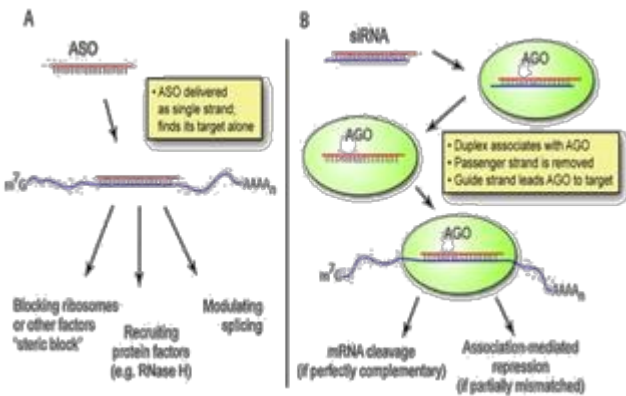 A
ASO
• ASO delivered
as single strand,
finds its target alone
m7G
AAAAn
Blocking ribosomes
or other factors
"steric block"
Recruiting
protein factors
(e.g. RNase H)
Modulating
splicing
B
siRNA
AGO
AGO
• Duplex associates with AGO
• Passenger strand is removed
• Guide strand leads AGO to target
AGO
m7G
AAAAn
mRNA cleavage
(if perfectly complementary)
Association-mediated
repression
(if partially mismatched)